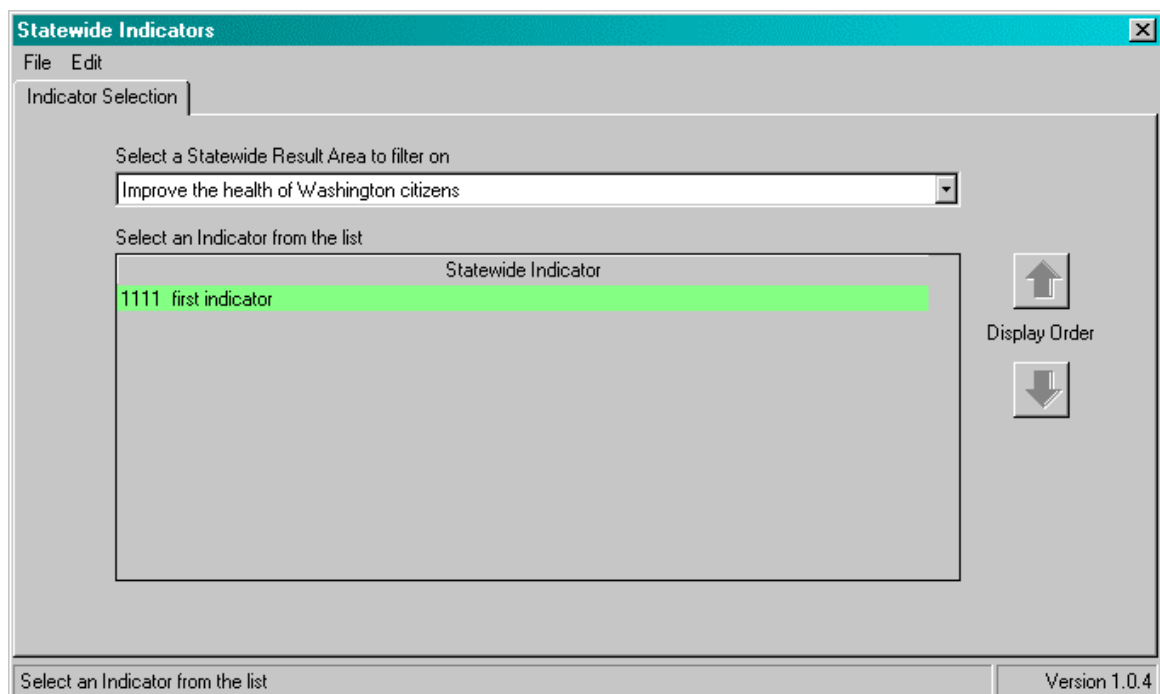 Statewide Indicators
File Edit
Indicator Selection
Select a Statewide Result Area to filter on
Improve the health of Washington citizens
Select an Indicator from the list
Statewide Indicator
1111 first indicator
Display Order
Select an Indicator from the list
Version 1.0.4